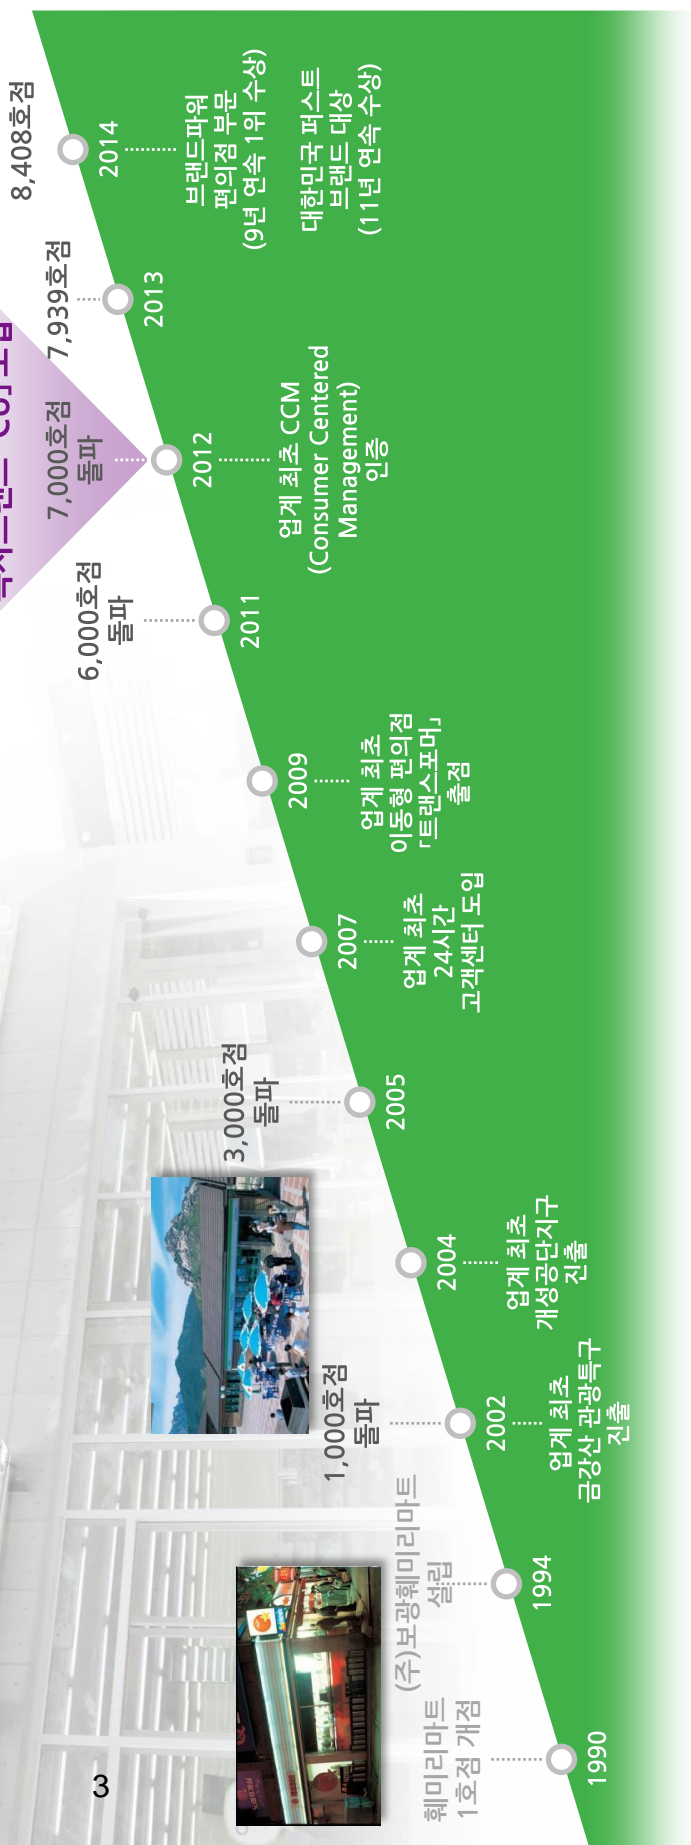 훼미리마트
1호점 개점
1990
(주)보광훼미리마트
설립
1994
1,000호점
돌파
2002
업계 최초
금강산 관광특구
진출
2004
업계 최초
개성공단지구
진출
3,000호점
돌파
2005
2007
업계 최초
24시간
고객센터 도입
2009
업계 최초
이동형 편의점
「트랜스포머」
출점
6,000호점
돌파
2011
7,000호점
돌파
2012
업계 최초 CCM
(Consumer Centered
Management)
인증
7,939호점
2013
8,408호점
2014
브랜드파워
편의점 부문
(9년 연속 1위 수상)
대한민국 퍼스트
브랜드 대상
(11년 연속 수상)
3